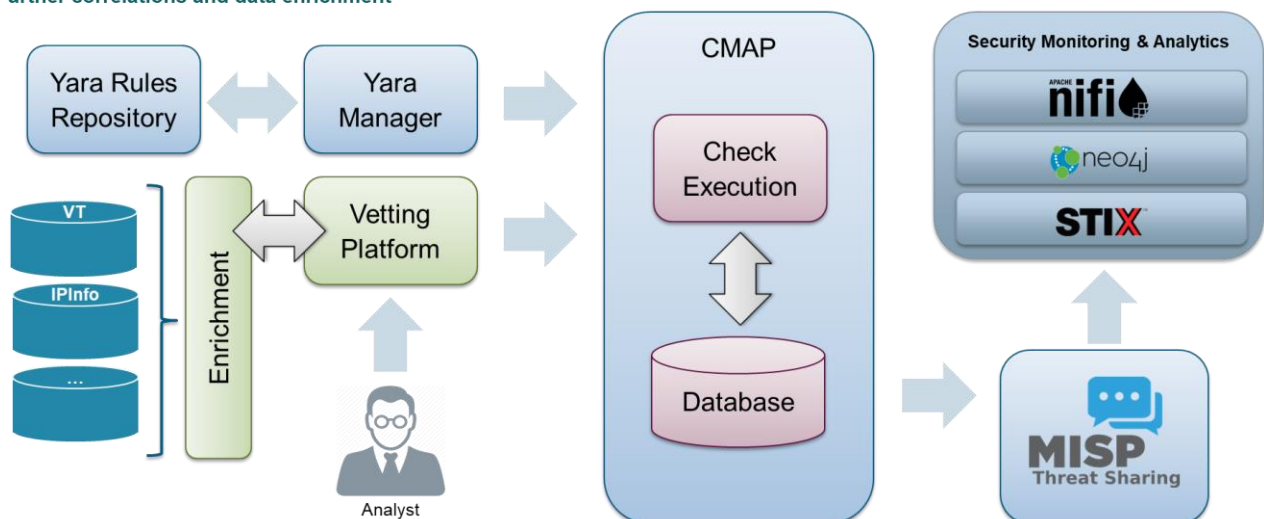 urther correlations and data enrichment
Yara Rules
Repository
Yara
Manager
CMAP
Security Monitoring & Analytics
APACHE
nifi
neo4j
STIX
Check
Execution
VT
IPInfo
...
Enrichment
Vetting
Platform
Database
Analyst
MISP
Threat Sharing